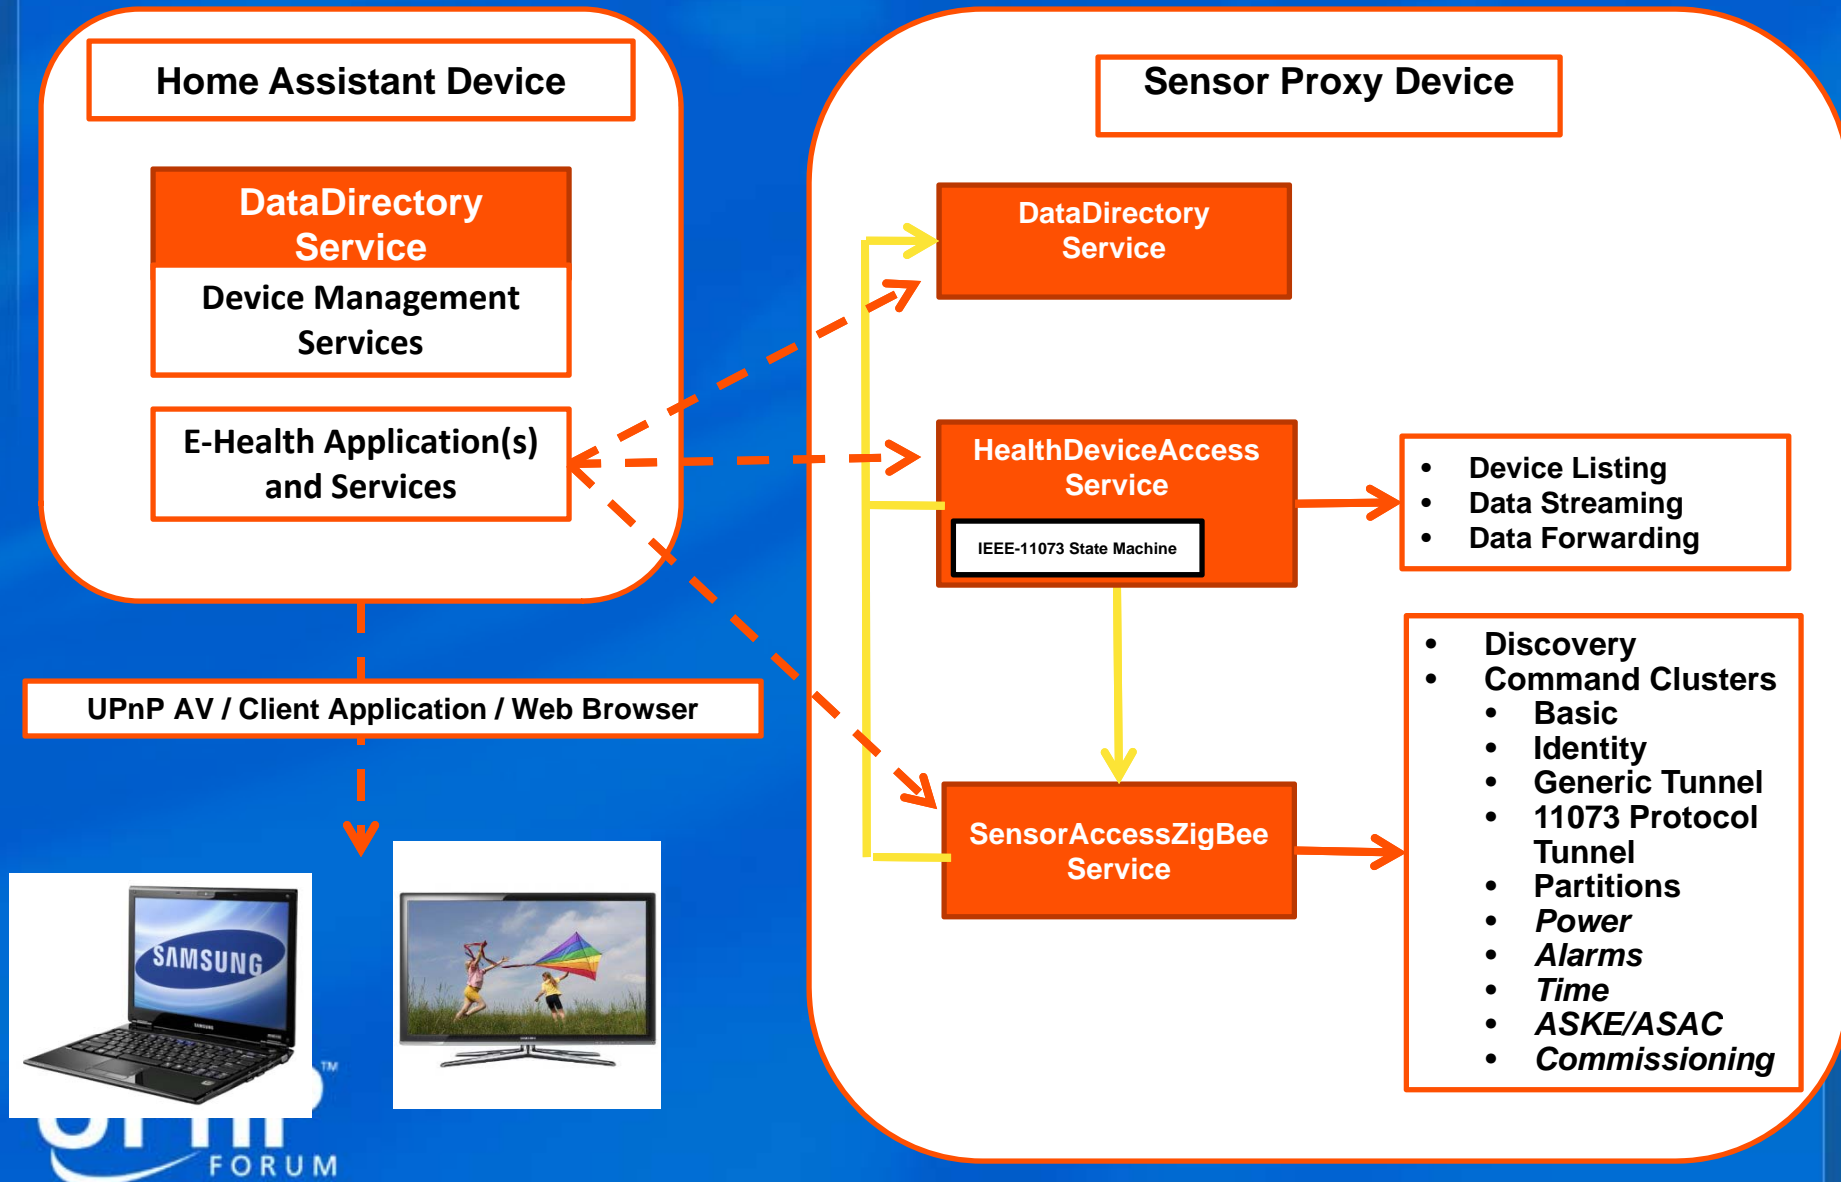 Home Assistant Device
DataDirectory
Service
Device Management
Services
E-Health Application(s)
and Services
UPnP AV / Client Application / Web Browser
SAMSUNG
TM
FORUM
Sensor Proxy Device
DataDirectory
Service
HealthDeviceAccess
Service
IEEE-11073 State Machine
• Device Listing
• Data Streaming
• Data Forwarding
SensorAccessZigBee
Service
• Discovery
• Command Clusters
• Basic
• Identity
• Generic Tunnel
• 11073 Protocol
Tunnel
• Partitions
• Power
• Alarms
• Time
• ASKE/ASAC
• Commissioning